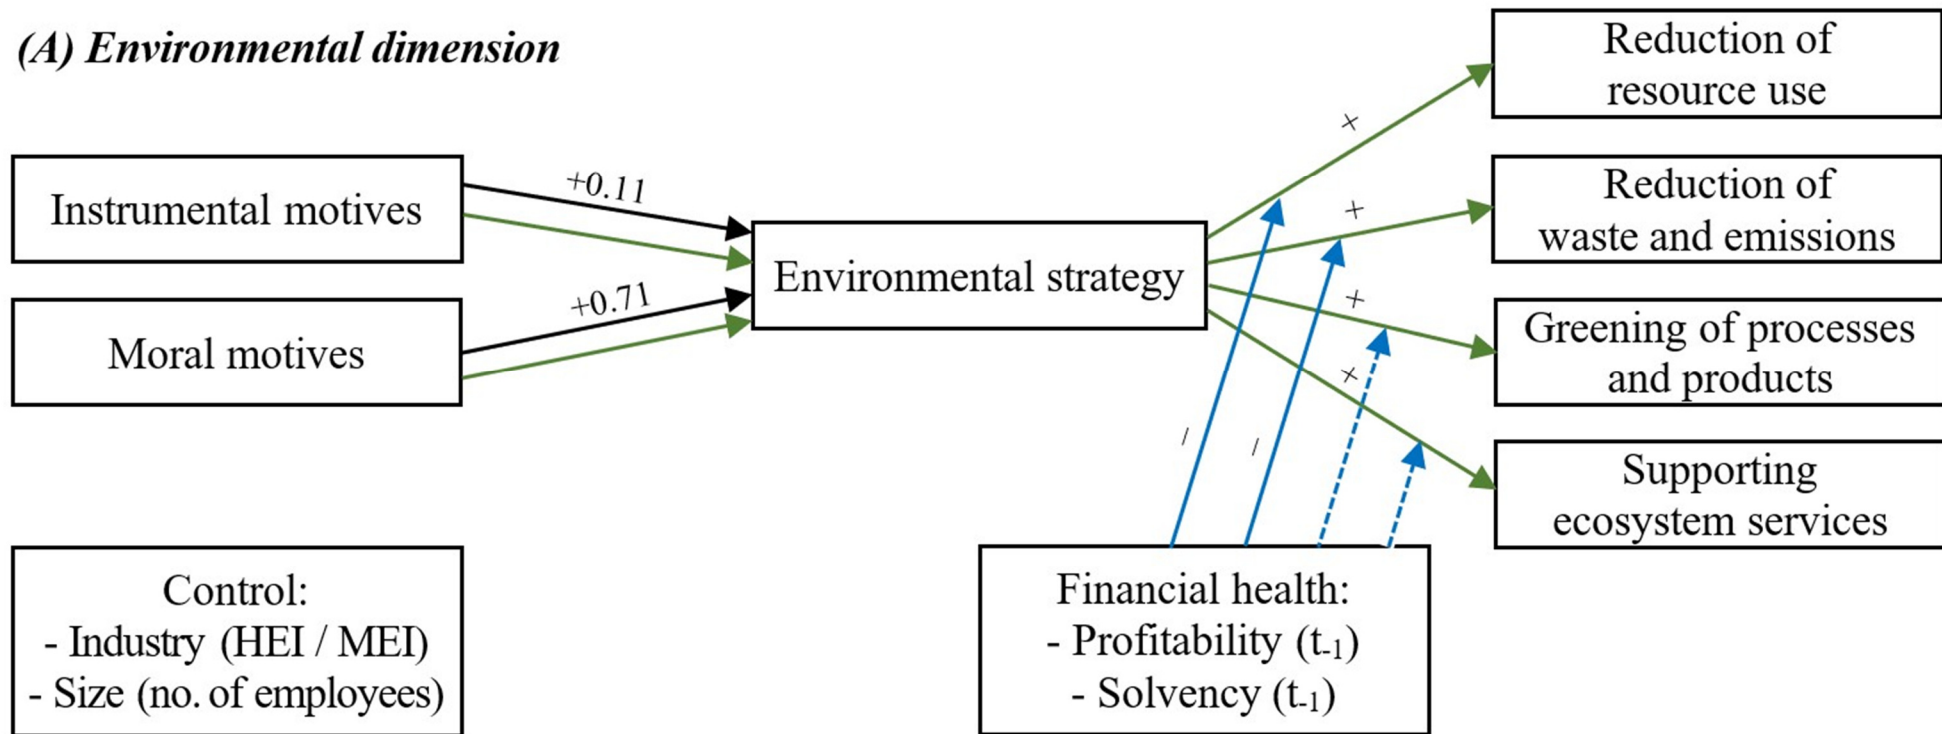 (A) Environmental dimension
Instrumental motives
Moral motives
+0.11
+0.71
Environmental strategy
+
+
+
+
Reduction of
resource use
Reduction of
waste and emissions
Greening of processes
and products
Supporting
ecosystem services
–
–
Control:
- Industry (HEI / MEI)
- Size (no. of employees)
Financial health:
- Profitability (t-1)
- Solvency (t-1)